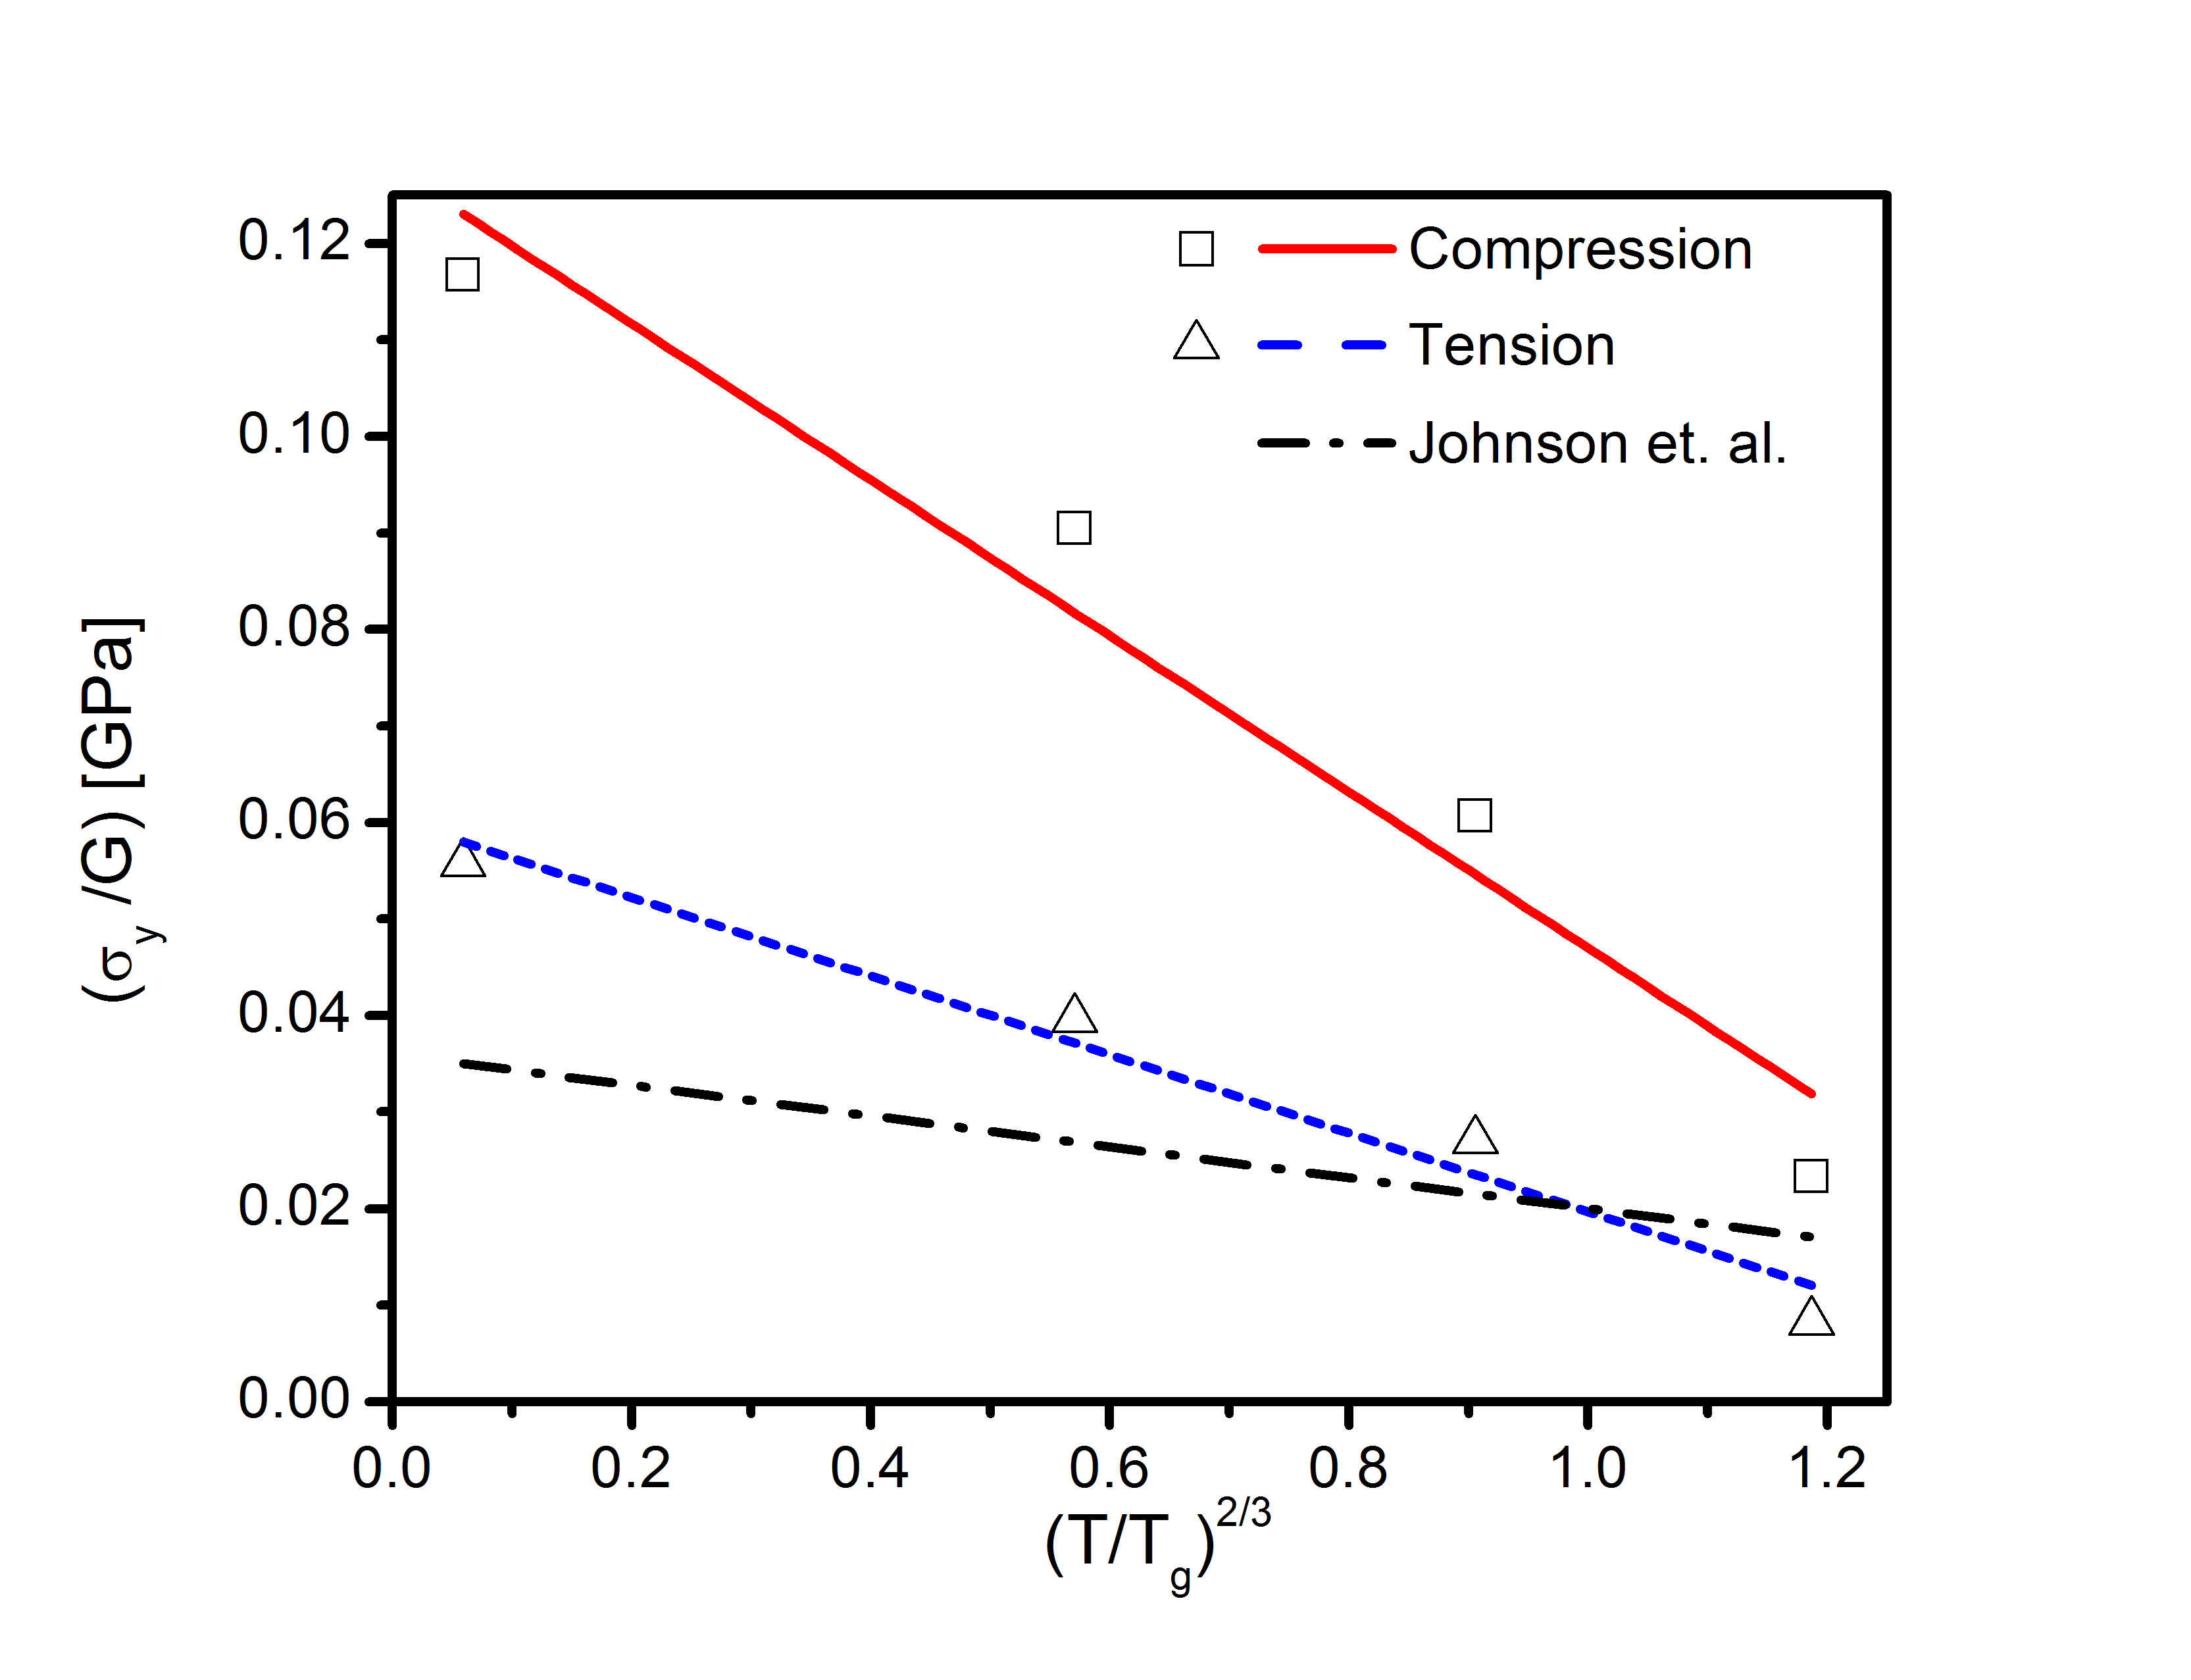 0.12
0.10
0.08
0.06
0.04
0.02
0.00
(σy/G) [GPa]
Compression
Tension
Johnson et. al.
0.0 0.2 0.4 0.6 0.8 1.0 1.2
(T/Tg)2/3